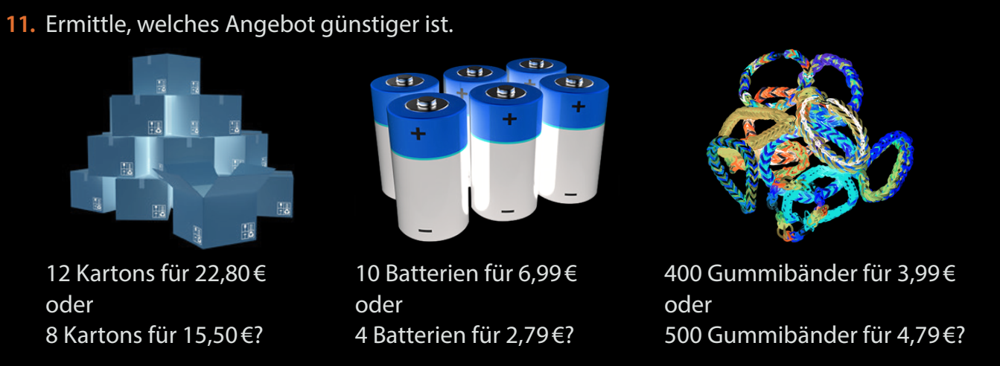 11. Ermittle, welches Angebot günstiger ist.
12 Kartons für 22,80 €
oder
8 Kartons für 15,50 €?
10 Batterien für 6,99 €
oder
4 Batterien für 2,79 €?
400 Gummibänder für 3,99 €
oder
500 Gummibänder für 4,79 €?